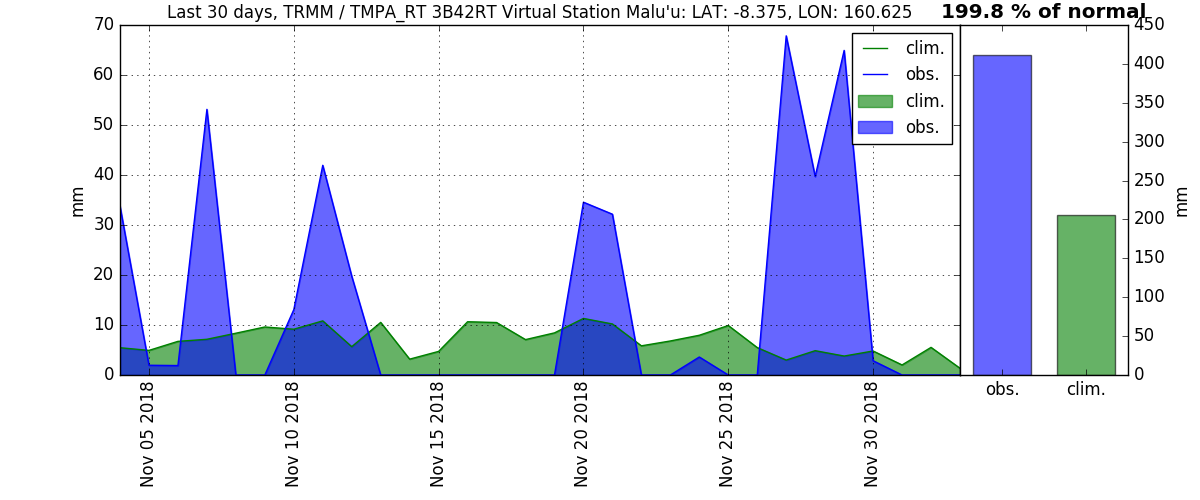 Last 30 days, TRMM / TMPA_RT 3B42RT Virtual Station Malu'u: LAT: -8.375, LON: 160.625
199.8 % of normal
70
60
50
40
30
20
10
0
mm
clim.
obs.
clim.
obs.
450
400
350
300
250
200
150
100
50
0
mm
Nov 05 2018
Nov 10 2018
Nov 15 2018
Nov 20 2018
Nov 25 2018
Nov 30 2018
obs.
clim.